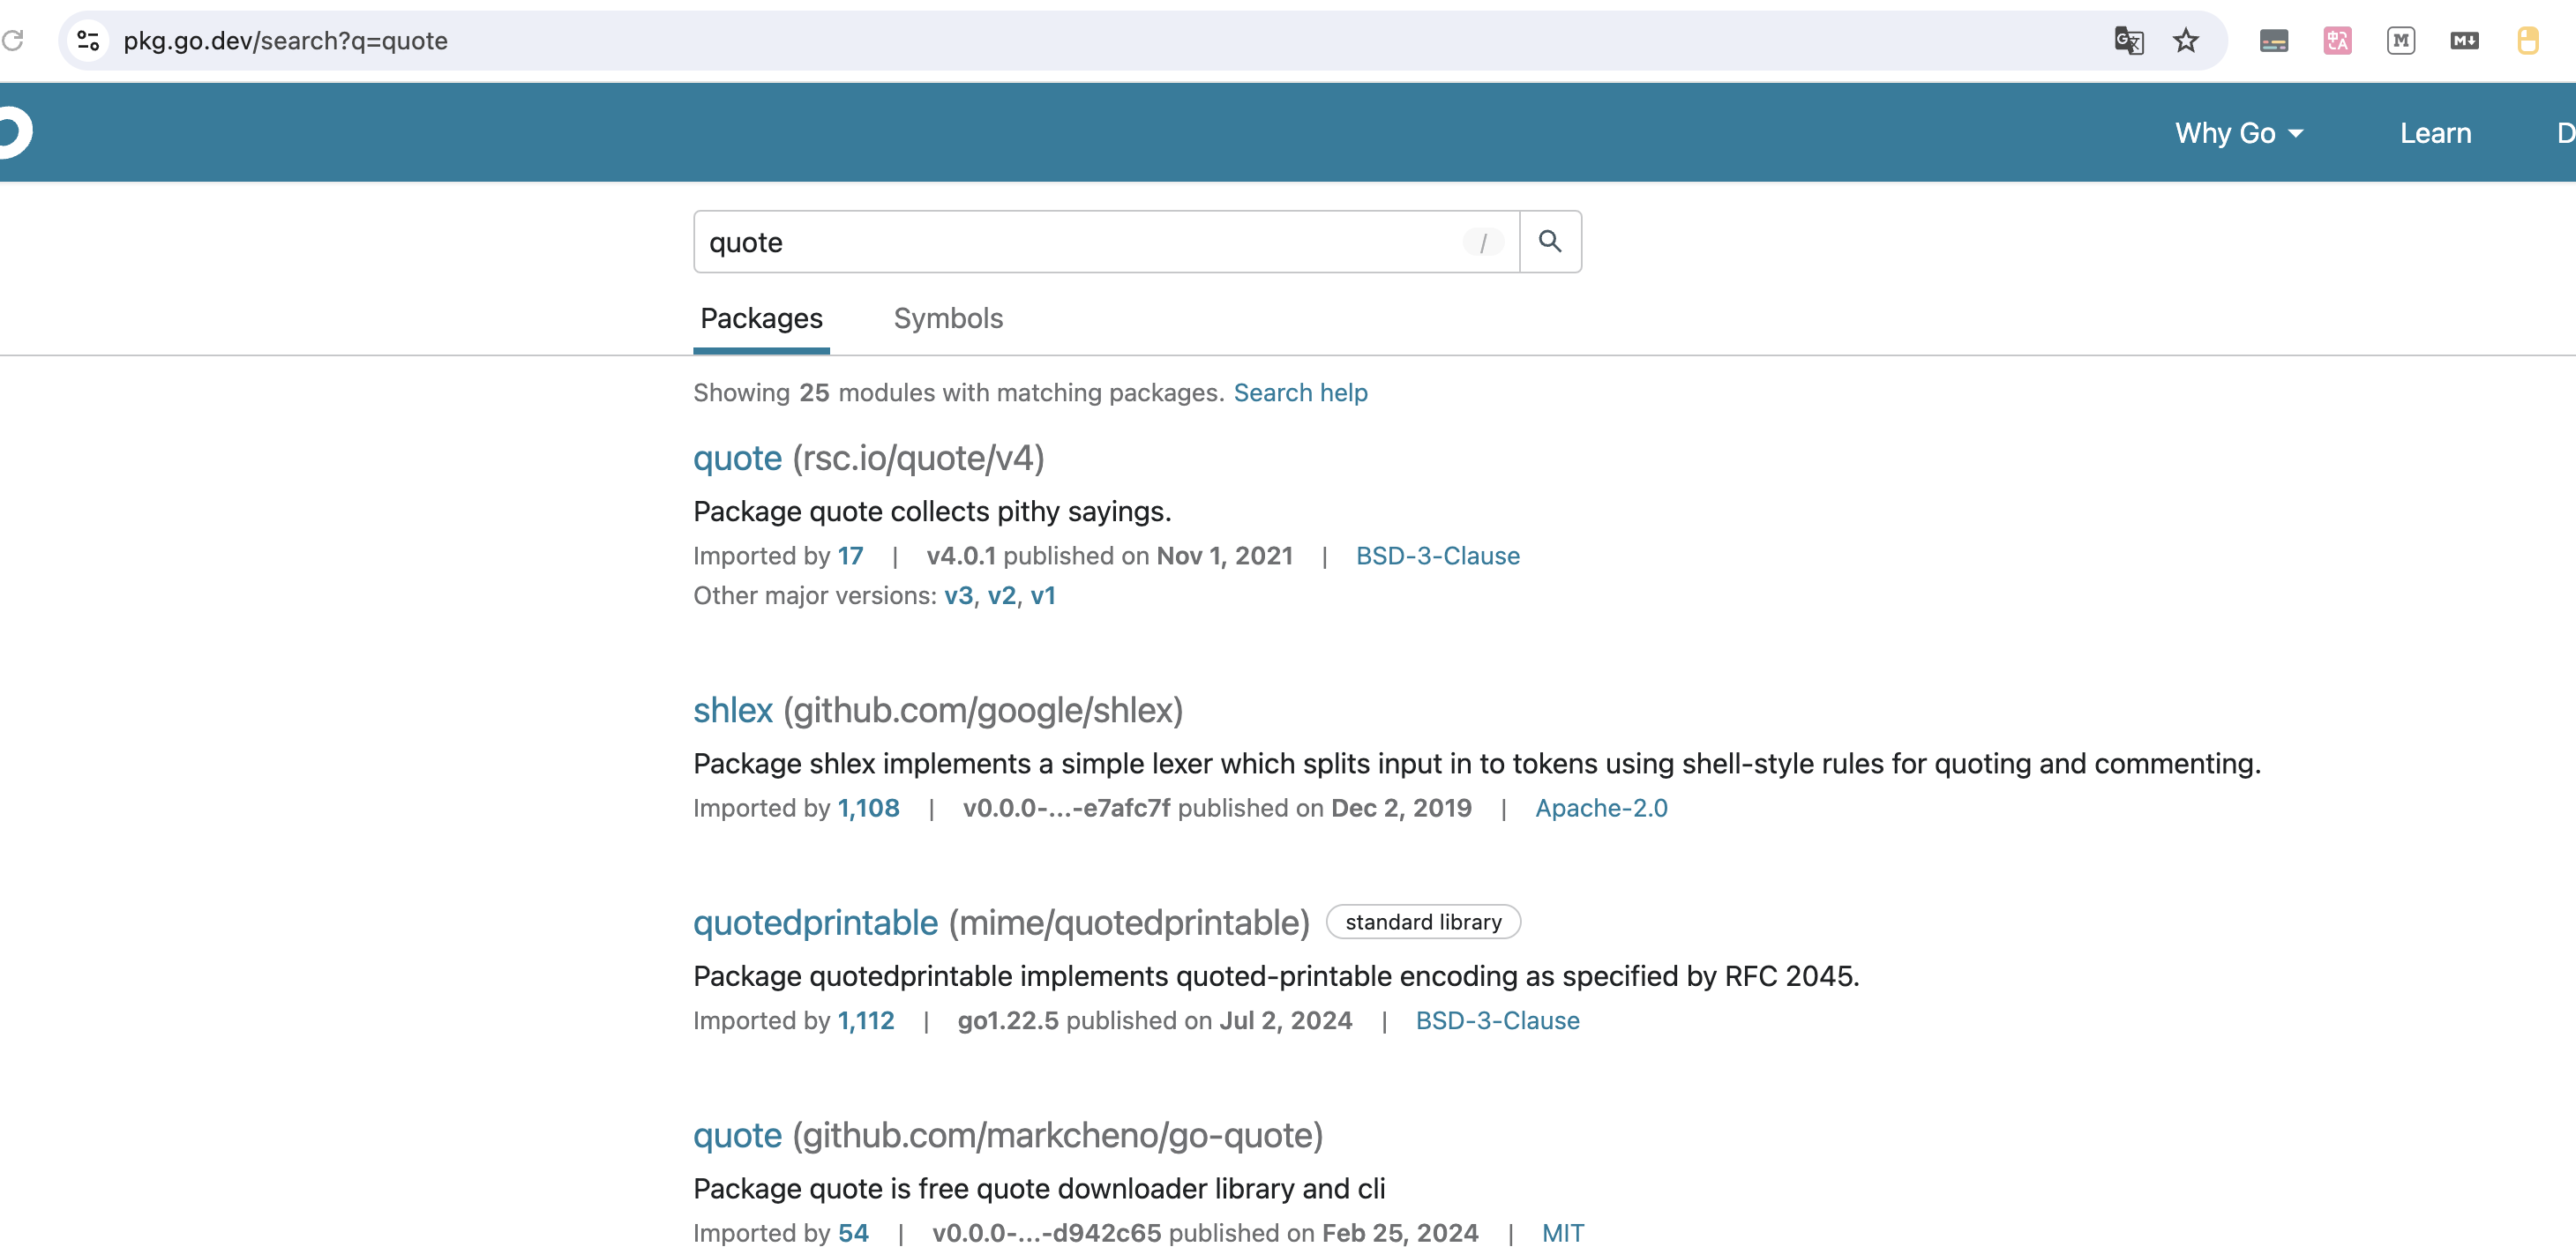 pkg.go.dev/search?q=quote
Why Go
Learn
D
quote
/
Packages
Symbols
Showing 25 modules with matching packages. Search help
quote (rsc.io/quote/v4)
Package quote collects pithy sayings.
Imported by 17 | v4.0.1 published on Nov 1, 2021 | BSD-3-Clause
Other major versions: v3, v2, v1
shlex (github.com/google/shlex)
Package shlex implements a simple lexer which splits input in to tokens using shell-style rules for quoting and commenting.
Imported by 1,108 | v0.0.0-...-e7afc7f published on Dec 2, 2019 | Apache-2.0
quotedprintable (mime/quotedprintable) standard library
Package quotedprintable implements quoted-printable encoding as specified by RFC 2045.
Imported by 1,112 | go1.22.5 published on Jul 2, 2024 | BSD-3-Clause
quote (github.com/markcheno/go-quote)
Package quote is free quote downloader library and cli
Imported by 54 | v0.0.0-...-d942c65 published on Feb 25, 2024 | MIT